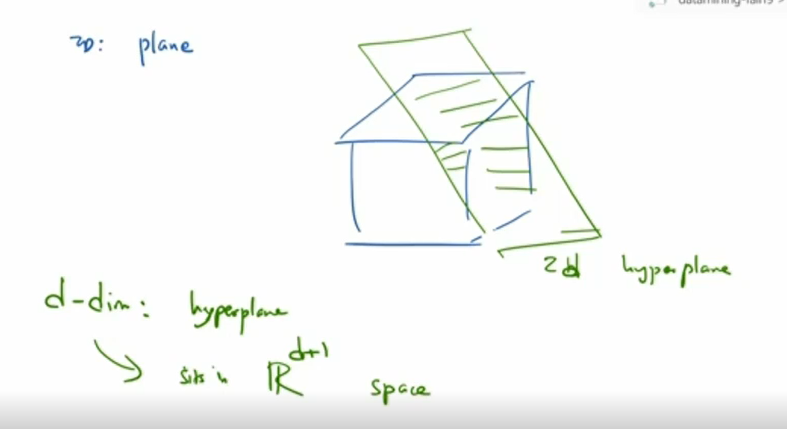 2D: plane
2d hyperplane
d-dim: hyperplane
sits in ℝ^{d+1} space